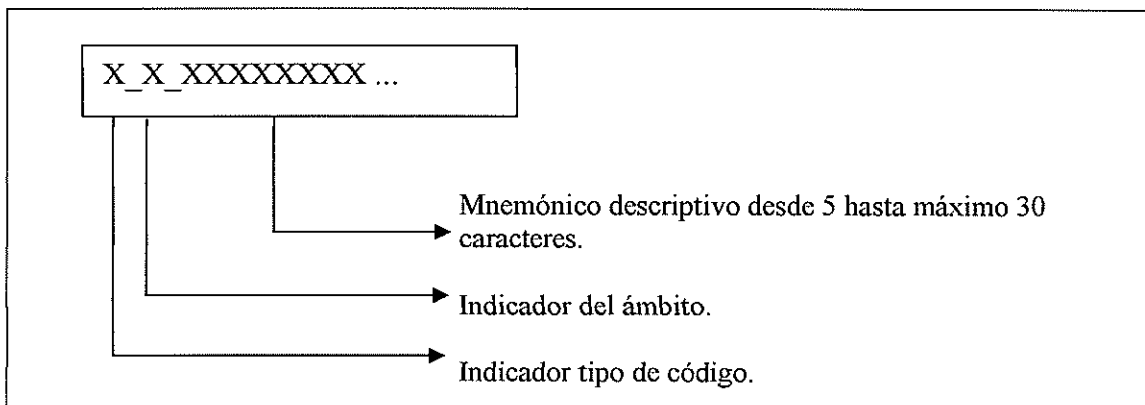 X_X_XXXXXXXX ...
Mnemónico descriptivo desde 5 hasta máximo 30
caracteres.
Indicador del ámbito.
Indicador tipo de código.